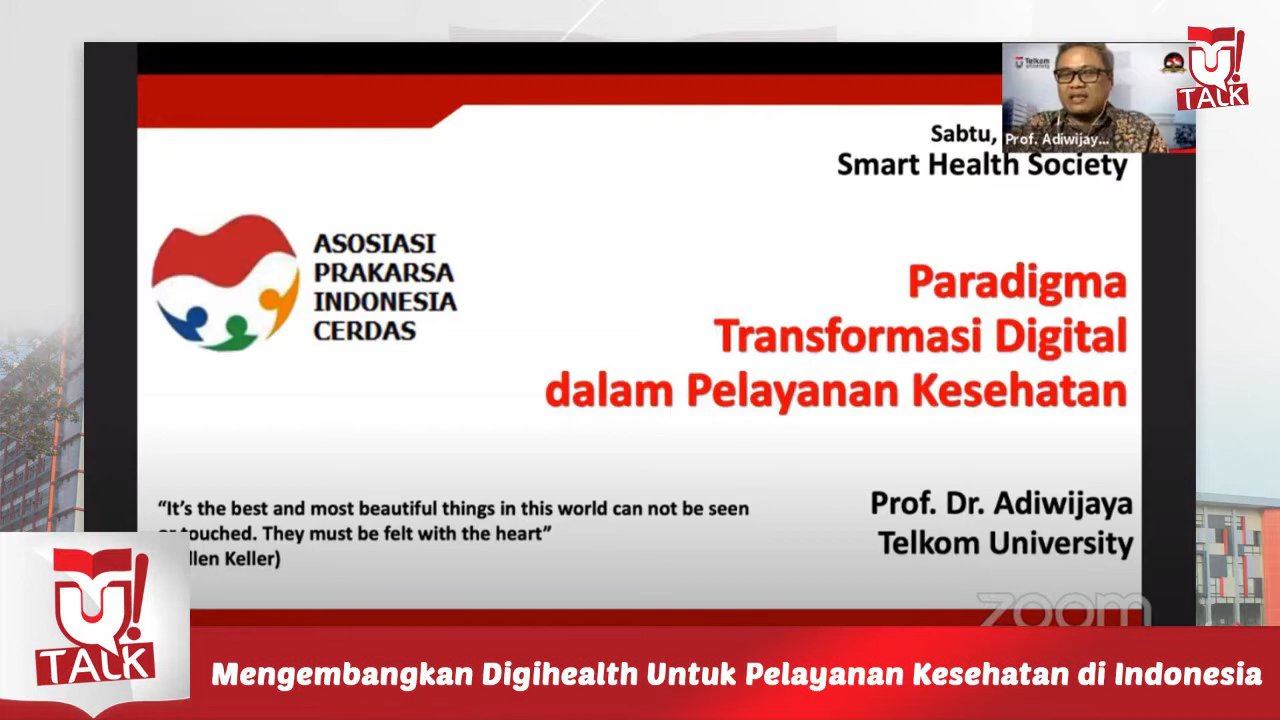 Telkom
University
U! TALK
Prof. Adiwijay...
Sabtu,
Smart Health Society
ASOSIASI
PRAKARSA
INDONESIA
CERDAS
Paradigma
Transformasi Digital
dalam Pelayanan Kesehatan
“It’s the best and most beautiful things in this world can not be seen
touched. They must be felt with the heart”
Keller)
Prof. Dr. Adiwijaya
Telkom University
zoom
U! TALK
Mengembangkan Digihealth Untuk Pelayanan Kesehatan di Indonesia